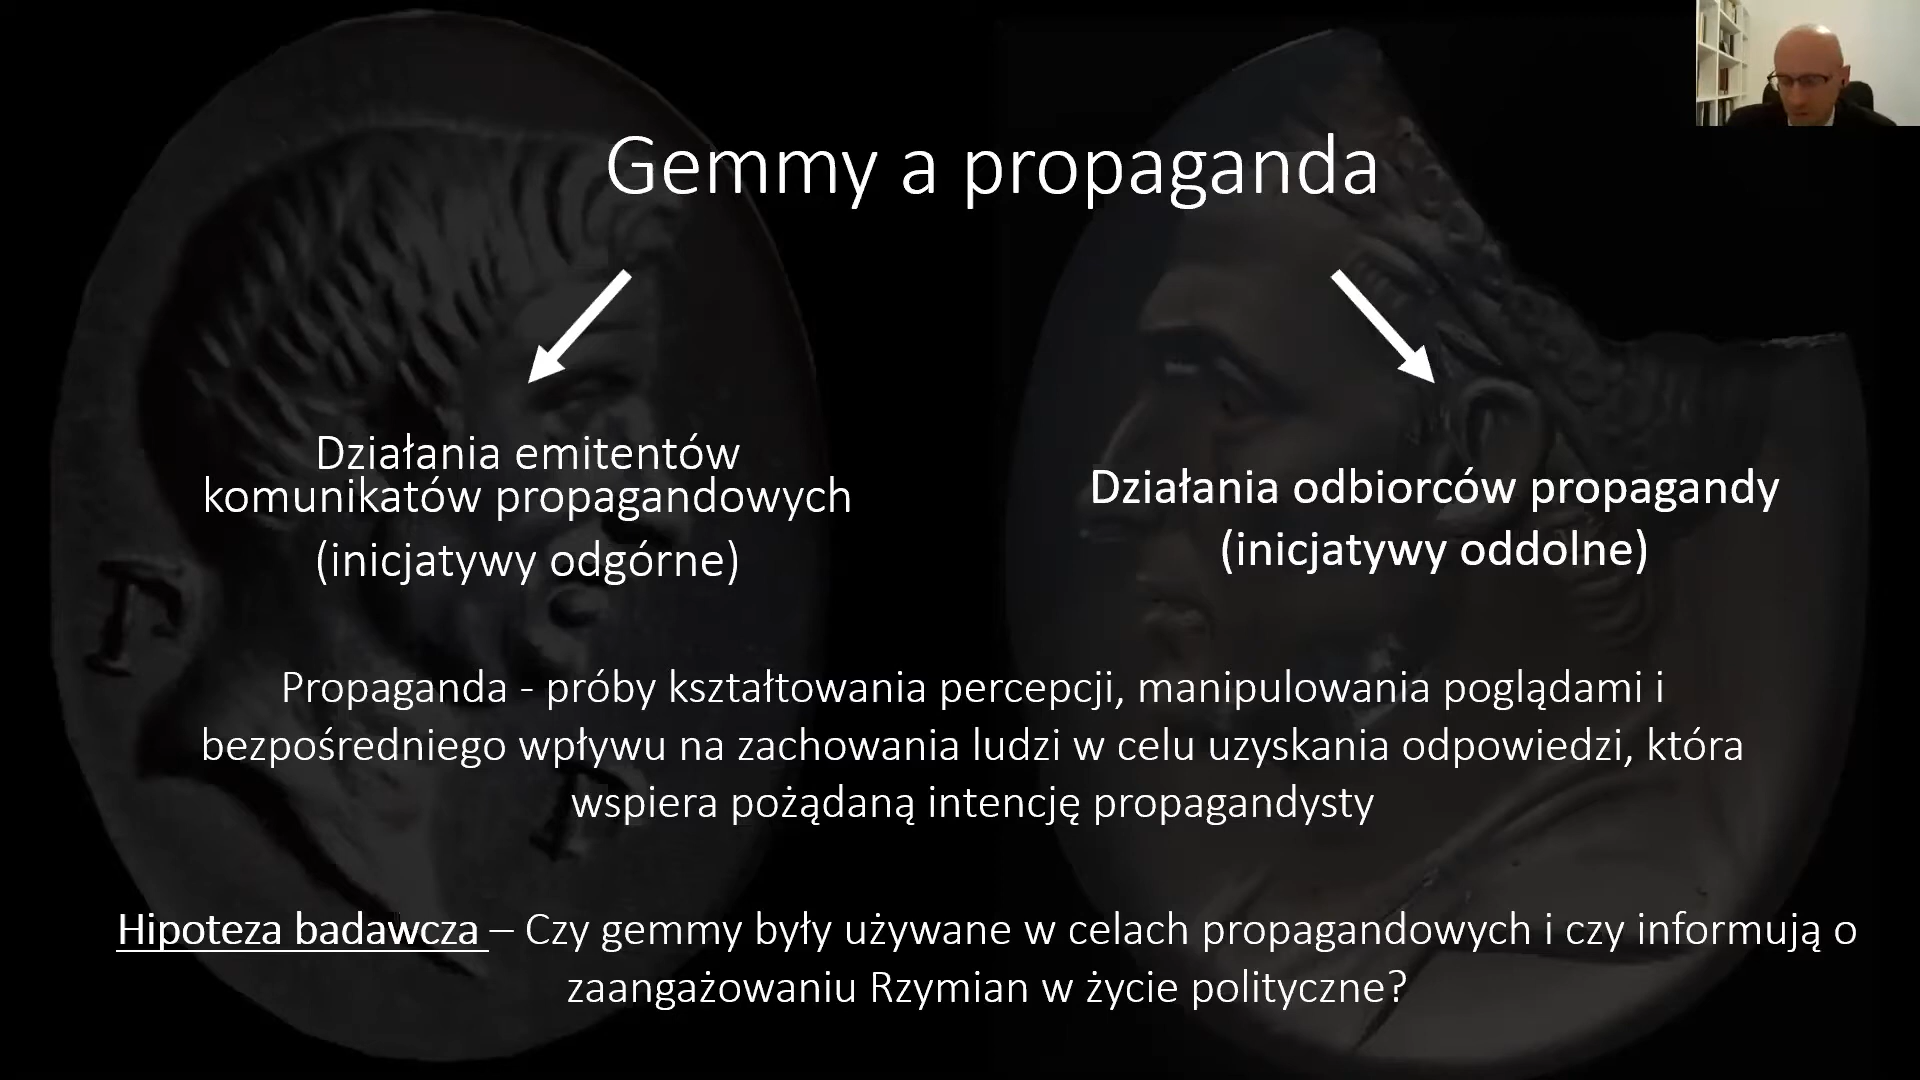 Gemmy a propaganda
Działania emitentów
komunikatów propagandowych
(inicjatywy odgórne)
Działania odbiorców propagandy
(inicjatywy oddolne)
Propaganda - próby kształtowania percepcji, manipulowania poglądami i
bezpośredniego wpływu na zachowania ludzi w celu uzyskania odpowiedzi, która
wspiera pożądaną intencję propagandysty
Hipoteza badawcza – Czy gemmy były używane w celach propagandowych i czy informują o
zaangażowaniu Rzymian w życie polityczne?